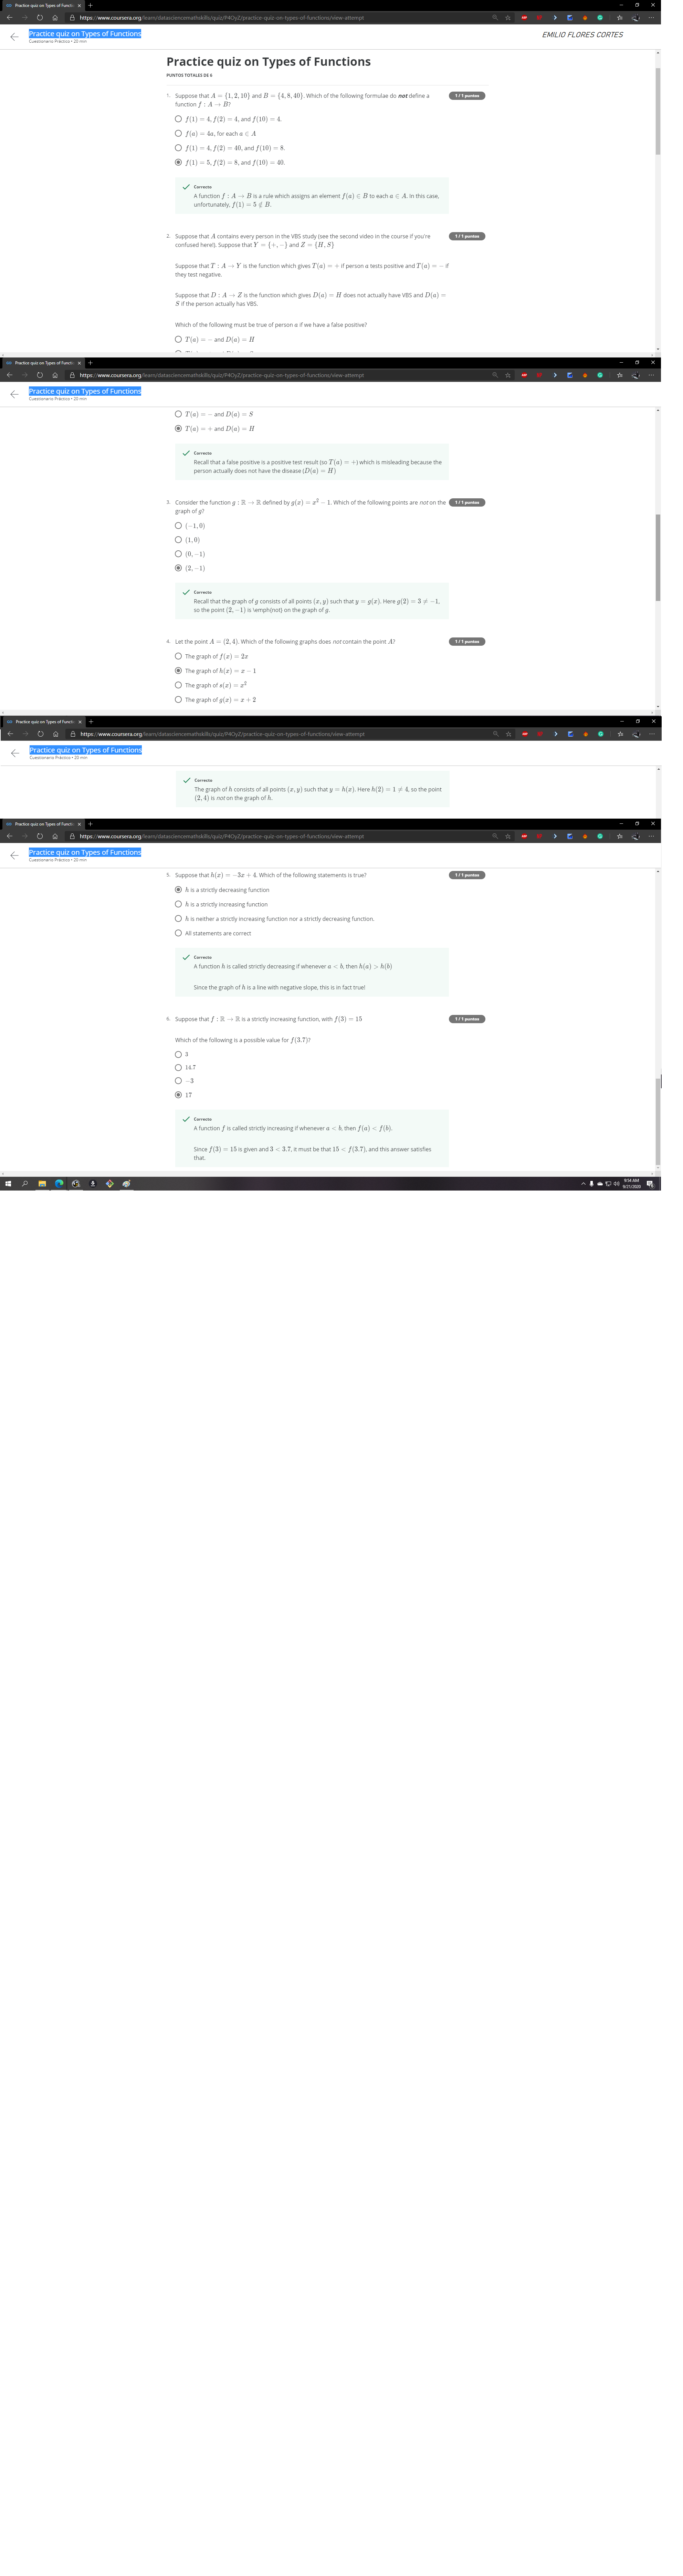 Practice quiz on Types of Functi
https://www.coursera.org/learn/datasciencemathskills/quiz/P4OyZ/practice-quiz-on-types-of-functions/view-attempt
Practice quiz on Types of Functions
Cuestionario Práctico • 20 min
EMILIO FLORES CORTES
Practice quiz on Types of Functions
PUNTOS TOTALES DE 6
1. Suppose that A = {1, 2, 10} and B = {4, 8, 40}. Which of the following formulae do not define a
function f : A → B?
1 / 1 puntos
f(1) = 4, f(2) = 4, and f(10) = 4.
f(a) = 4a, for each a ∈ A
f(1) = 4, f(2) = 40, and f(10) = 8.
f(1) = 5, f(2) = 8, and f(10) = 40.
Correcto
A function f : A → B is a rule which assigns an element f(a) ∈ B to each a ∈ A. In this case,
unfortunately, f(1) = 5 ∉ B.
2. Suppose that A contains every person in the VBS study (see the second video in the course if you're
confused here!). Suppose that Y = {+, −} and Z = {H, S}
1 / 1 puntos
Suppose that T : A → Y is the function which gives T(a) = + if person a tests positive and T(a) = − if
they test negative.
Suppose that D : A → Z is the function which gives D(a) = H does not actually have VBS and D(a) =
S if the person actually has VBS.
Which of the following must be true of person a if we have a false positive?
T(a) = − and D(a) = H
Practice quiz on Types of Functi
https://www.coursera.org/learn/datasciencemathskills/quiz/P4OyZ/practice-quiz-on-types-of-functions/view-attempt
Practice quiz on Types of Functions
Cuestionario Práctico • 20 min
T(a) = − and D(a) = S
T(a) = + and D(a) = H
Correcto
Recall that a false positive is a positive test result (so T(a) = +) which is misleading because the
person actually does not have the disease (D(a) = H)
3. Consider the function g : ℝ → ℝ, defined by g(x) = x² − 1. Which of the following points are not on the
graph of g?
1 / 1 puntos
(−1, 0)
(1, 0)
(0, −1)
(2, −1)
Correcto
Recall that the graph of g consists of all points (x, y) such that y = g(x). Here g(2) = 3 ≠ −1,
so the point (2, −1) is \emph{not} on the graph of g.
4. Let the point A = (2, 4). Which of the following graphs does not contain the point A?
1 / 1 puntos
The graph of f(x) = 2x
The graph of h(x) = x − 1
The graph of s(x) = x²
The graph of g(x) = x + 2
Practice quiz on Types of Functi
https://www.coursera.org/learn/datasciencemathskills/quiz/P4OyZ/practice-quiz-on-types-of-functions/view-attempt
Practice quiz on Types of Functions
Cuestionario Práctico • 20 min
Correcto
The graph of h consists of all points (x, y) such that y = h(x). Here h(2) = 1 ≠ 4, so the point
(2, 4) is not on the graph of h.
Practice quiz on Types of Functi
https://www.coursera.org/learn/datasciencemathskills/quiz/P4OyZ/practice-quiz-on-types-of-functions/view-attempt
Practice quiz on Types of Functions
Cuestionario Práctico • 20 min
5. Suppose that h(x) = −3x + 4. Which of the following statements is true?
1 / 1 puntos
h is a strictly decreasing function
h is a strictly increasing function
h is neither a strictly increasing function nor a strictly decreasing function.
All statements are correct
Correcto
A function h is called strictly decreasing if whenever a < b, then h(a) > h(b)
Since the graph of h is a line with negative slope, this is in fact true!
6. Suppose that f : ℝ → ℝ is a strictly increasing function, with f(3) = 15
1 / 1 puntos
Which of the following is a possible value for f(3.7)?
3
14.7
−3
17
Correcto
A function f is called strictly increasing if whenever a < b, then f(a) < f(b).
Since f(3) = 15 is given and 3 < 3.7, it must be that 15 < f(3.7), and this answer satisfies
that.
9:54 AM
9/21/2020